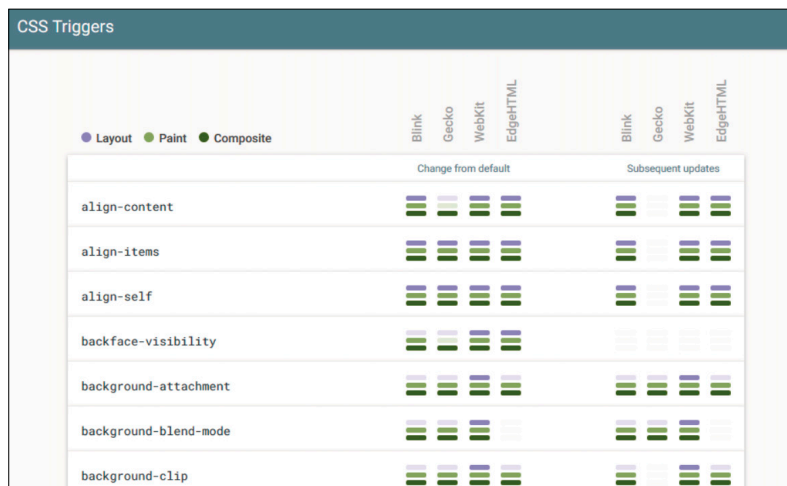 CSS Triggers
Blink Gecko WebKit EdgeHTML Blink Gecko WebKit EdgeHTML
Layout Paint Composite
Change from default Subsequent updates
align-content
align-items
align-self
backface-visibility
background-attachment
background-blend-mode
background-clip